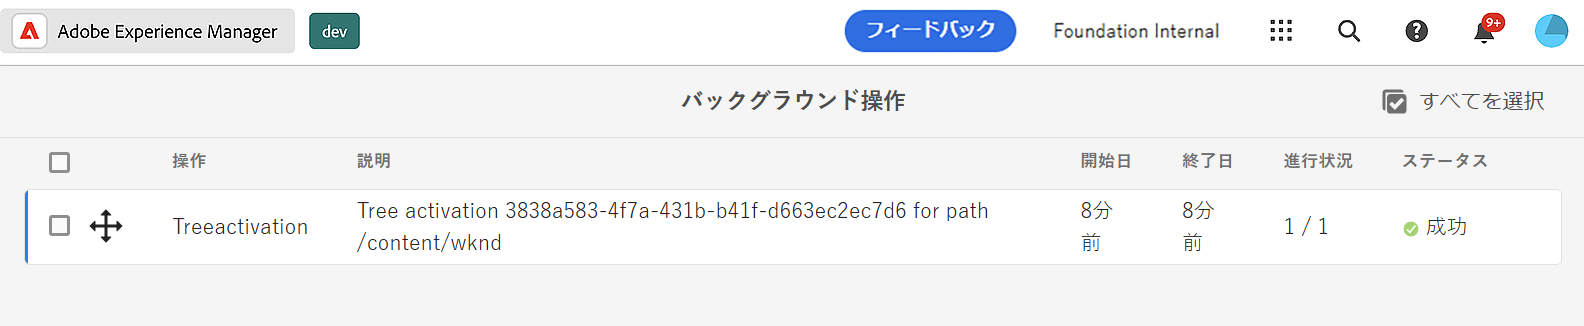 Adobe Experience Manager dev フィードバック Foundation Internal 9+
バックグラウンド操作 すべてを選択
操作 説明 開始日 終了日 進行状況 ステータス
Treeactivation Tree activation 3838a583-4f7a-431b-b41f-d663ec2ec7d6 for path 8分 8分 1 / 1 成功
/content/wknd 前 前